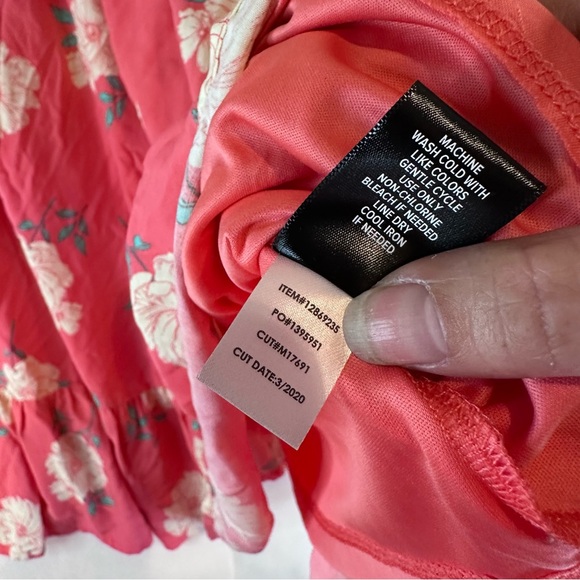 MACHINE
WASH COLD WITH
LIKE COLORS
GENTLE CYCLE
USE ONLY
NON-CHLORINE
BLEACH IF NEEDED
LINE DRY
COOL IRON
IF NEEDED
ITEM#12869235
PO#1395951
CUT#M17691
CUT DATE:3/2020